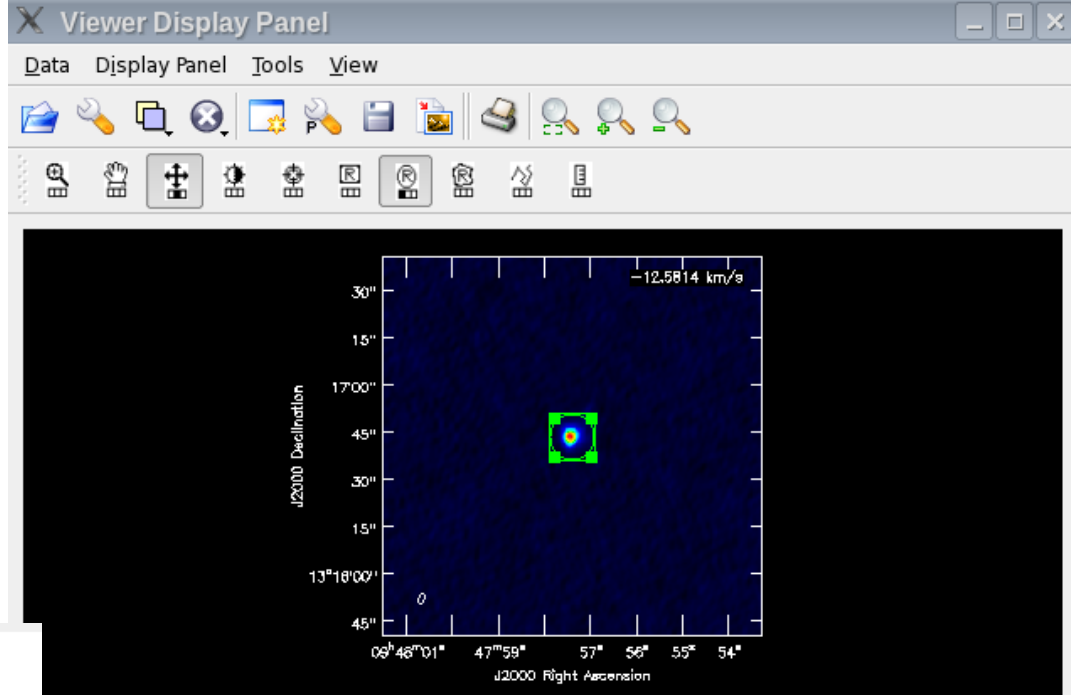 Viewer Display Panel
Data Display Panel Tools View
P
R R R
-12.5814 km/s
30"
15"
17'00"
45"
30"
15"
13°16'00"
45"
J2000 Declination
47ᵐ59ˢ 57ˢ 56ˢ 55ˢ 54ˢ
J2000 Right Ascension